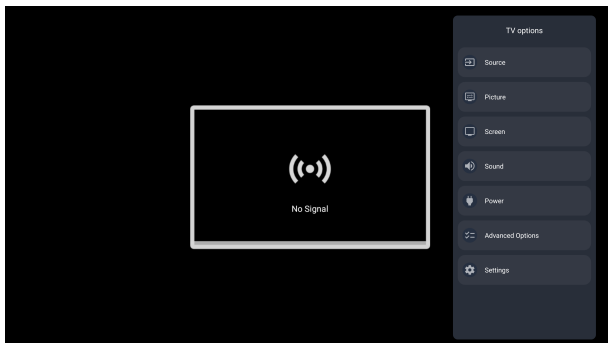 TV options
Source
Picture
Screen
Sound
Power
Advanced Options
Settings
No Signal